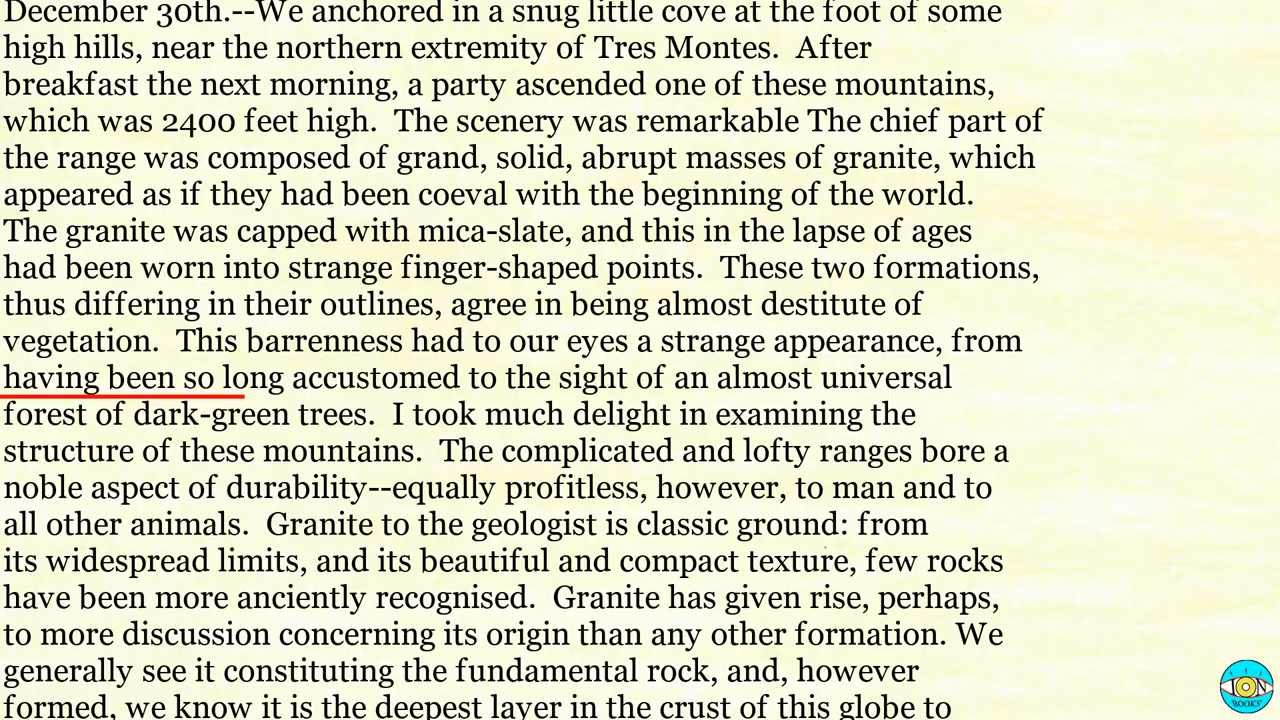 December 30th.--We anchored in a snug little cove at the foot of some
high hills, near the northern extremity of Tres Montes.  After
breakfast the next morning, a party ascended one of these mountains,
which was 2400 feet high.  The scenery was remarkable The chief part of
the range was composed of grand, solid, abrupt masses of granite, which
appeared as if they had been coeval with the beginning of the world.
The granite was capped with mica-slate, and this in the lapse of ages
had been worn into strange finger-shaped points.  These two formations,
thus differing in their outlines, agree in being almost destitute of
vegetation.  This barrenness had to our eyes a strange appearance, from
having been so long accustomed to the sight of an almost universal
forest of dark-green trees.  I took much delight in examining the
structure of these mountains.  The complicated and lofty ranges bore a
noble aspect of durability--equally profitless, however, to man and to
all other animals.  Granite to the geologist is classic ground: from
its widespread limits, and its beautiful and compact texture, few rocks
have been more anciently recognised.  Granite has given rise, perhaps,
to more discussion concerning its origin than any other formation. We
generally see it constituting the fundamental rock, and, however
formed, we know it is the deepest layer in the crust of this globe to
ION
BOOKS